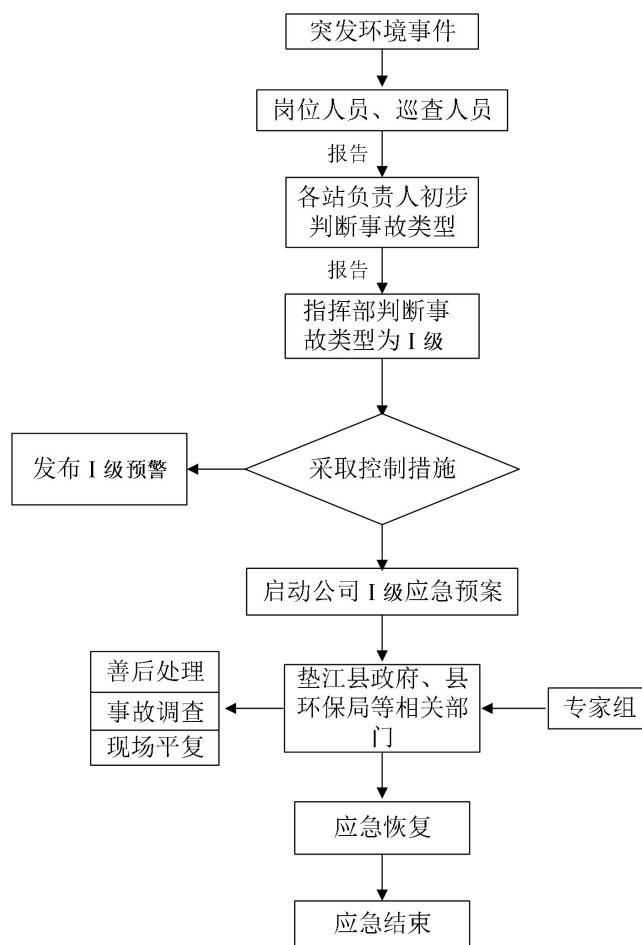 突发环境事件
岗位人员、巡查人员
报告
各站负责人初步
判断事故类型
报告
指挥部判断事
故类型为Ⅰ级
发布Ⅰ级预警
采取控制措施
启动公司Ⅰ级应急预案
善后处理
事故调查
现场平复
垫江县政府、县
环保局等相关部
门
专家组
应急恢复
应急结束